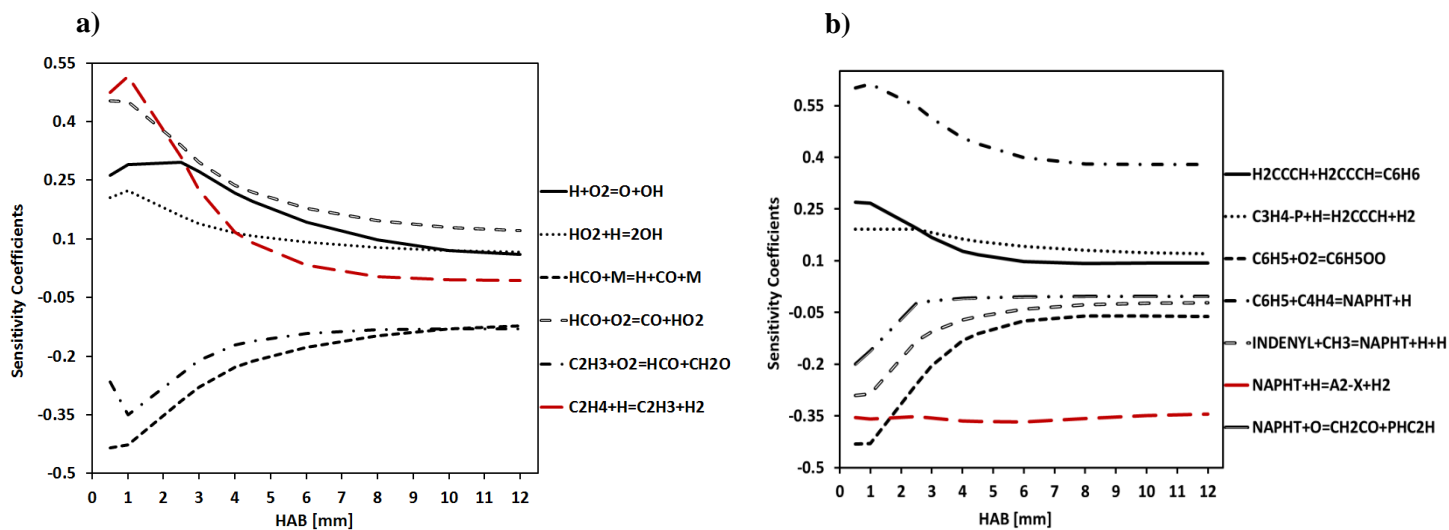 a)
Sensitivity Coefficients
0.55
0.4
0.25
0.1
-0.05
-0.2
-0.35
-0.5
0 1 2 3 4 5 6 7 8 9 10 11 12
HAB [mm]
H+O2=O+OH
HO2+H=2OH
HCO+M=H+CO+M
HCO+O2=CO+HO2
C2H3+O2=HCO+CH2O
C2H4+H=C2H3+H2
b)
Sensitivity Coefficients
0.55
0.4
0.25
0.1
-0.05
-0.2
-0.35
-0.5
0 1 2 3 4 5 6 7 8 9 10 11 12
HAB [mm]
H2CCCH+H2CCCH=C6H6
C3H4-P+H=H2CCCH+H2
C6H5+O2=C6H5OO
C6H5+C4H4=NAPHT+H
INDENYL+CH3=NAPHT+H+H
NAPHT+H=A2-X+H2
NAPHT+O=CH2CO+PHC2H